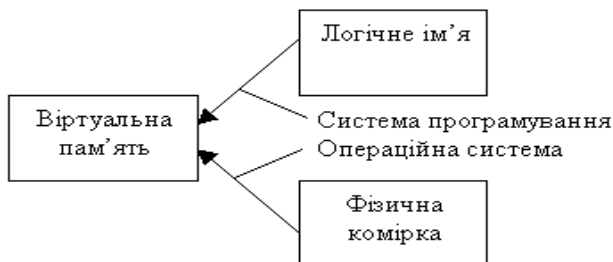 Логічне ім’я
Віртуальна
пам’ять
Система програмування
Операційна система
Фізична
комірка